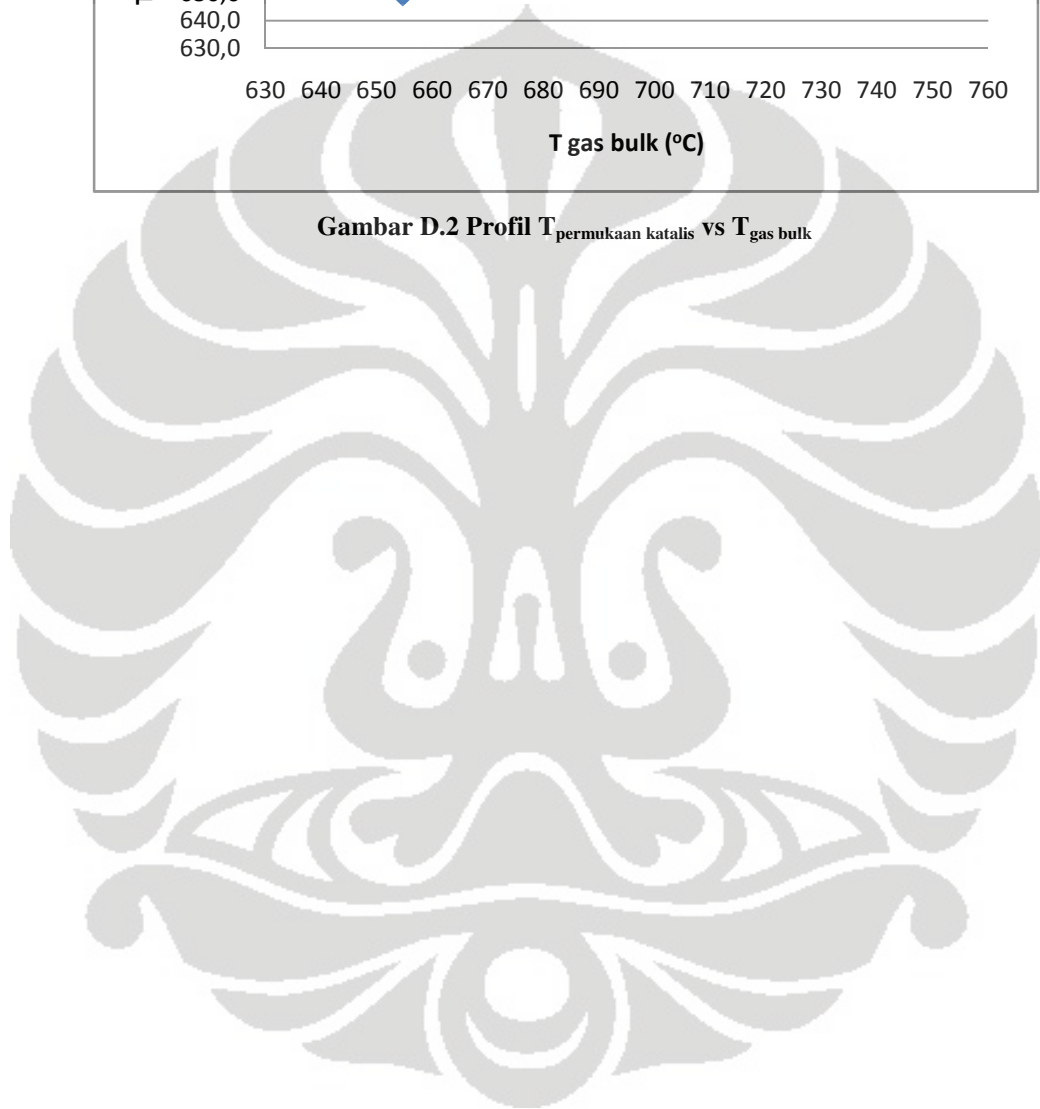 640,0
630,0
630 640 650 660 670 680 690 700 710 720 730 740 750 760
T gas bulk (ºC)
Gambar D.2 Profil Tpermukaan katalis vs Tgas bulk